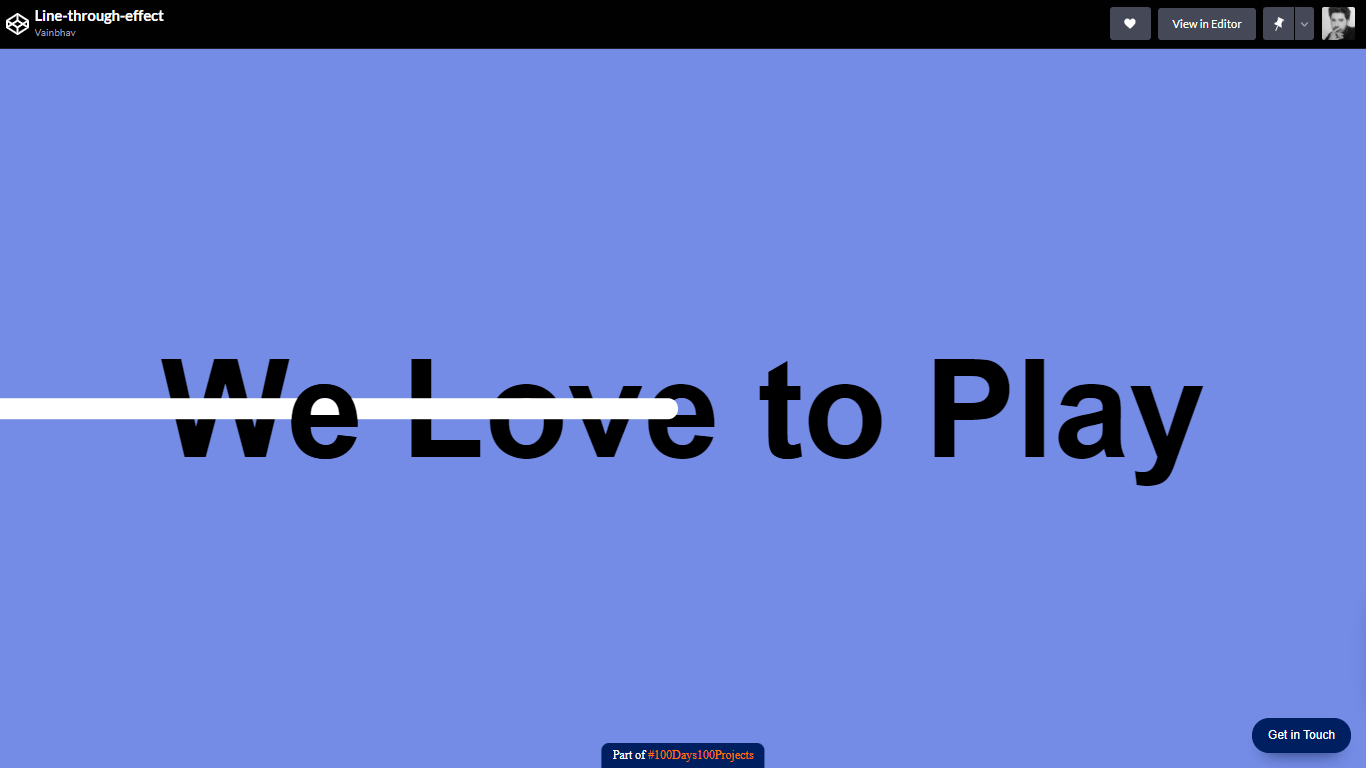 Line-through-effect
Vainbhav
View in Editor
We Love to Play
Get in Touch
Part of #100Days100Projects